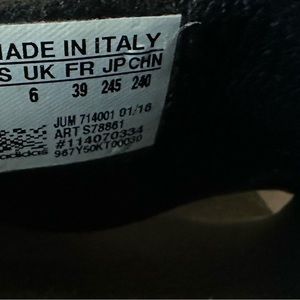 MADE IN ITALY
S UK FR JP CHN
6 39 245 240
JUM 714001 01/16
ART S78861
#114070334
967Y50KT00030
adidas